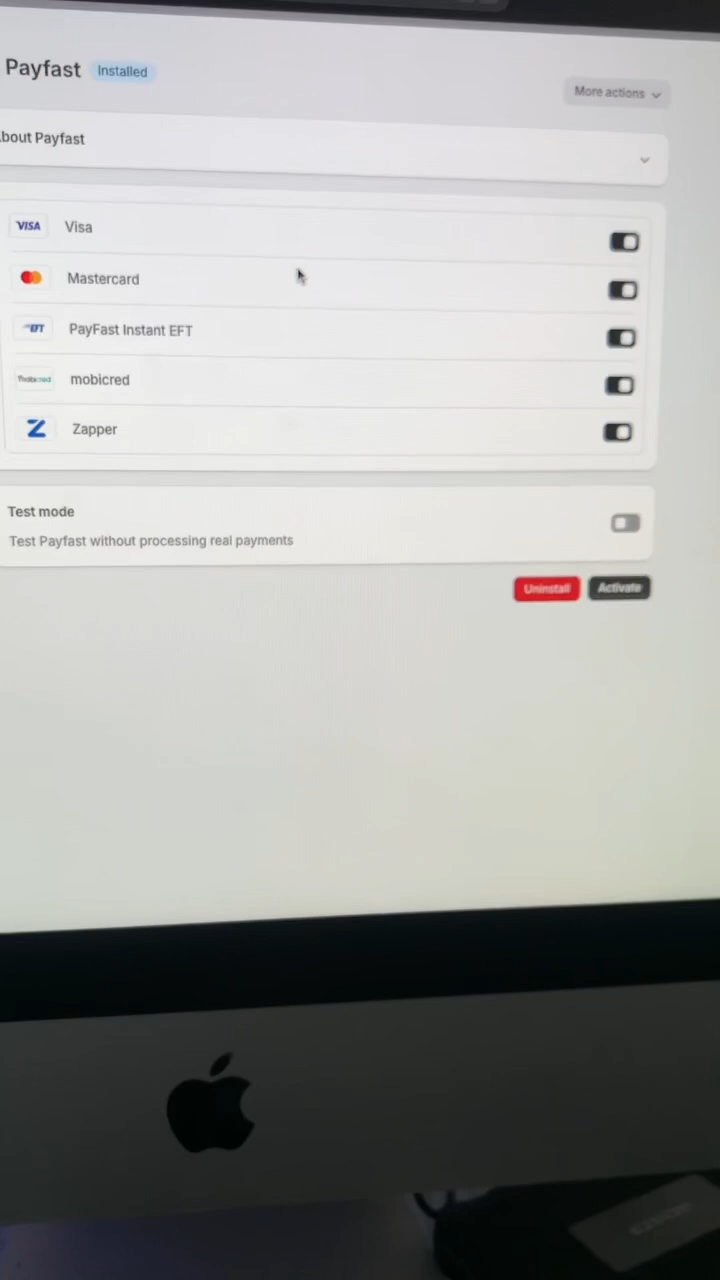 Payfast Installed
More actions
bout Payfast
VISA Visa
Mastercard
EFT PayFast Instant EFT
mobicred mobicred
Zapper
Test mode
Test Payfast without processing real payments
Uninstall Activate